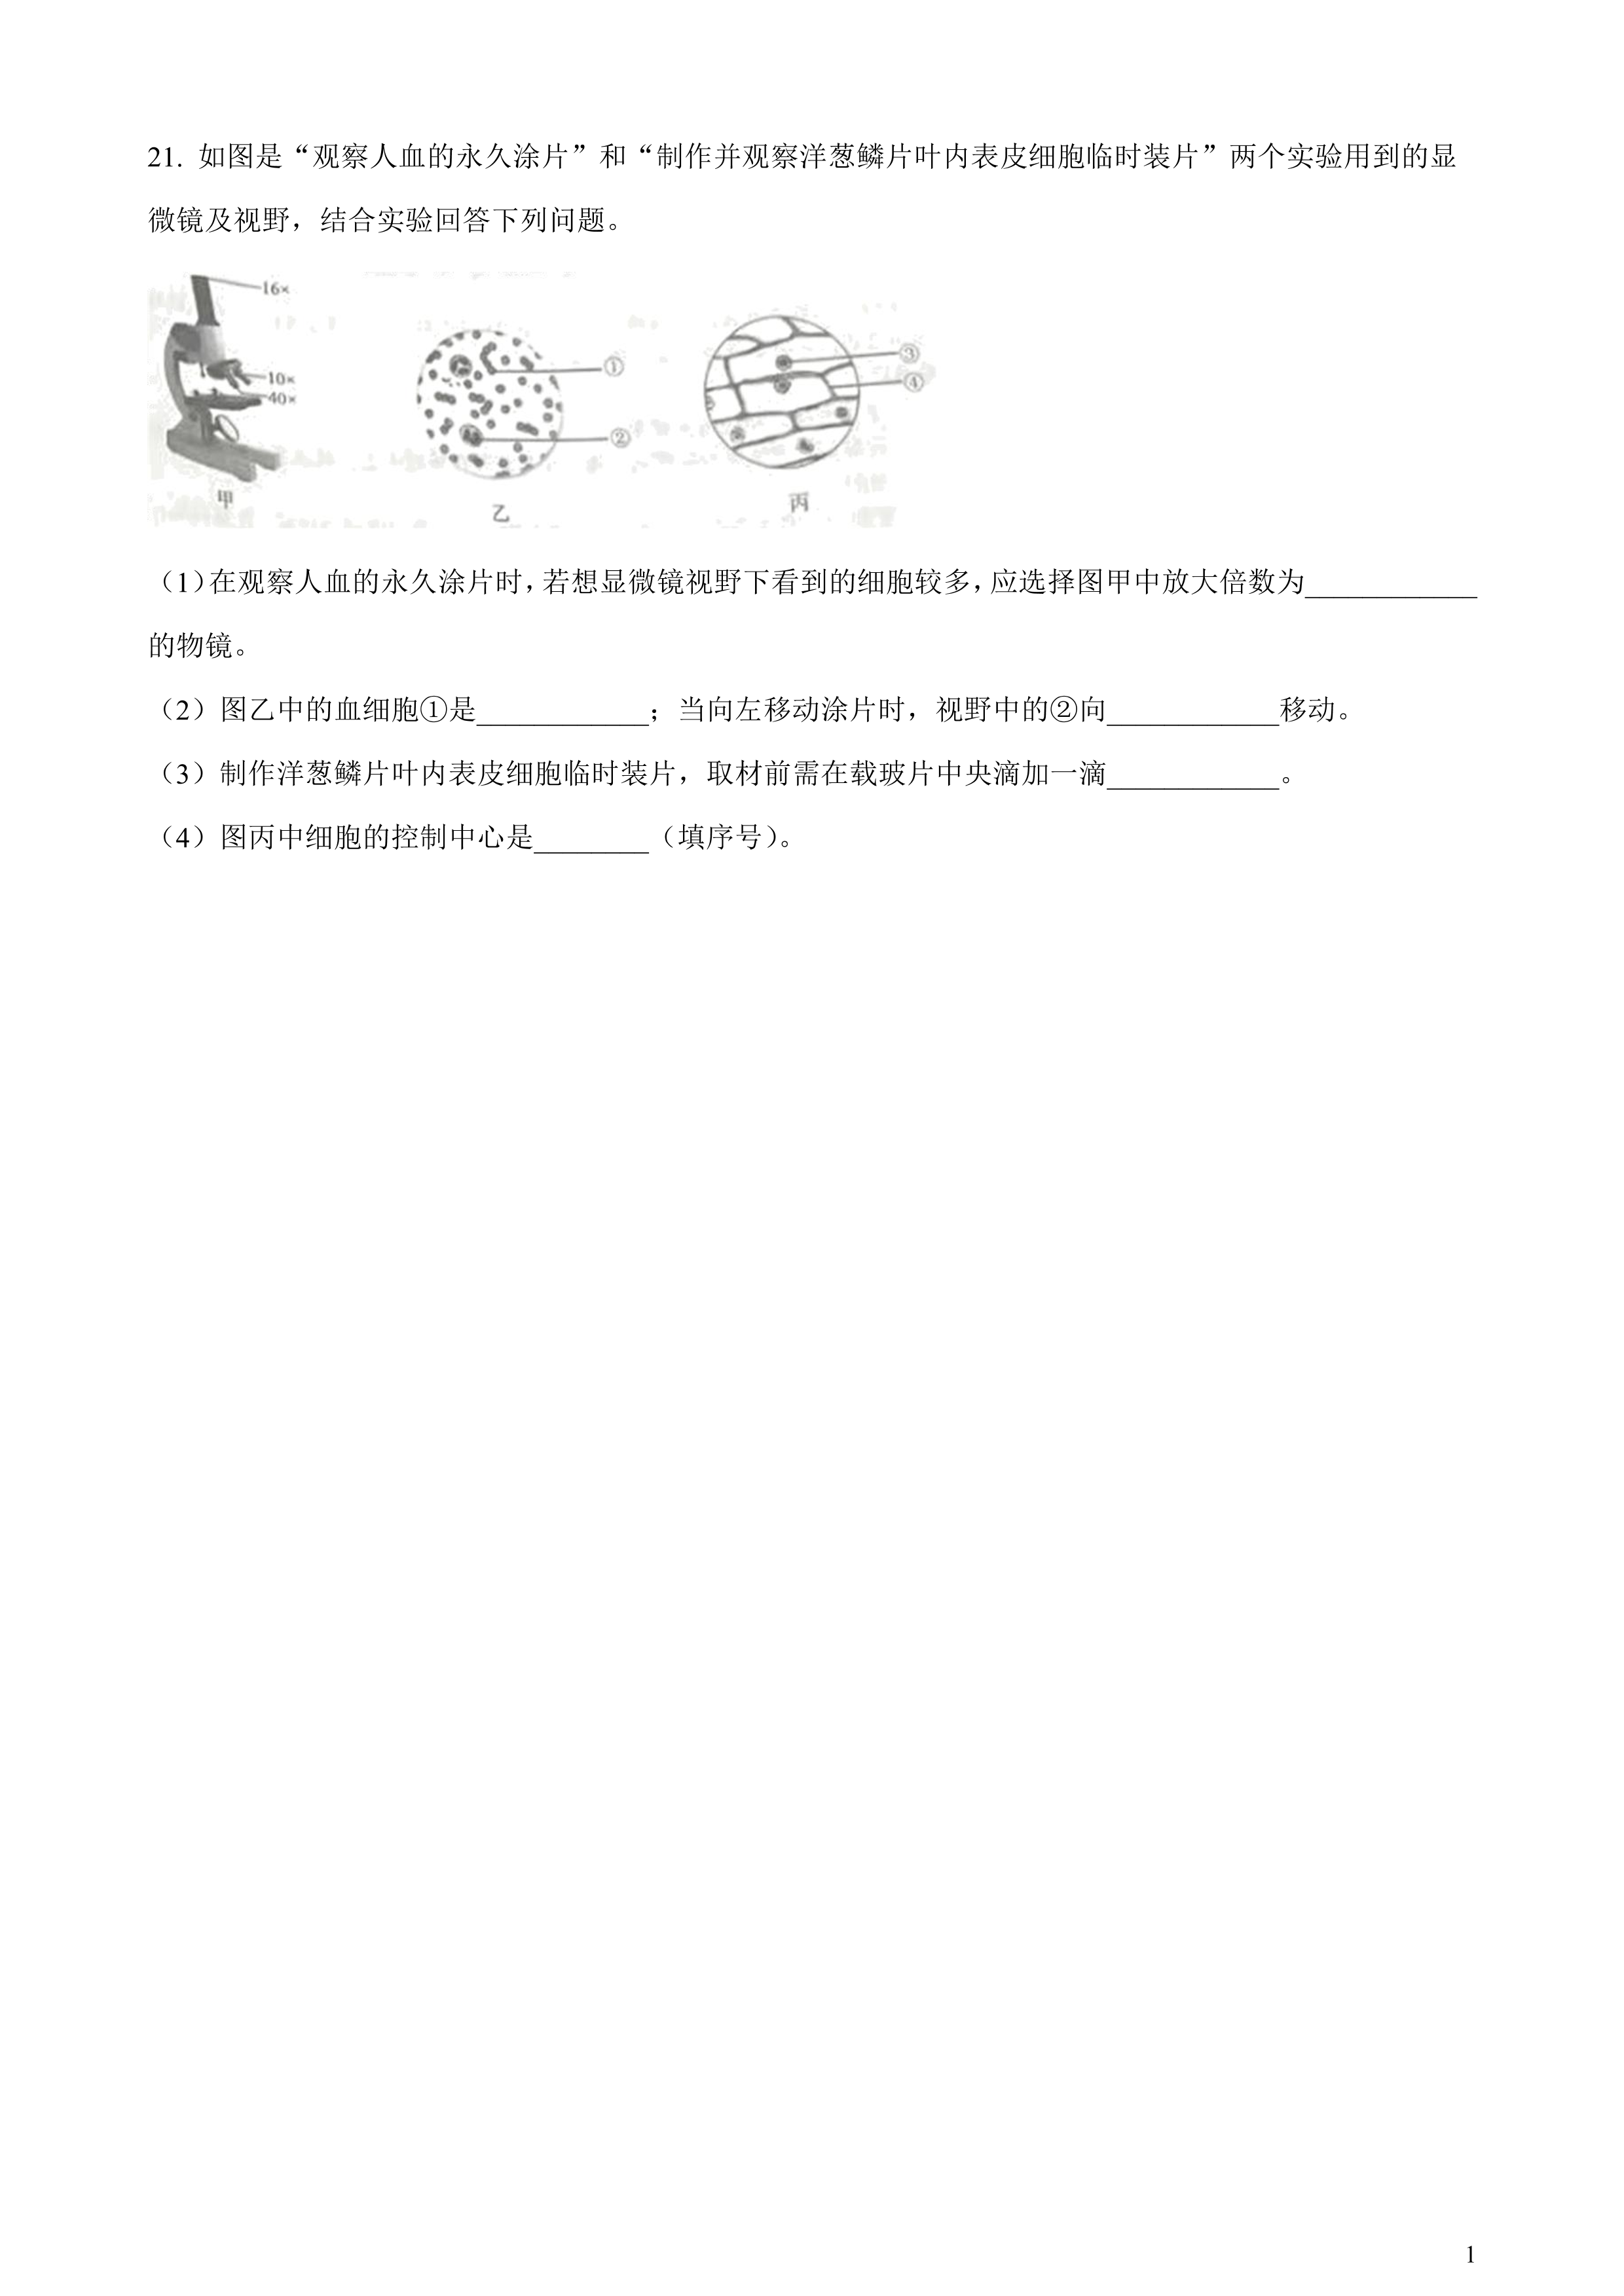 21. 如图是“观察人血的永久涂片”和“制作并观察洋葱鳞片叶内表皮细胞临时装片”两个实验用到的显
微镜及视野，结合实验回答下列问题。
16×
10×
40×
甲
①
②
乙
③
④
丙
（1）在观察人血的永久涂片时，若想显微镜视野下看到的细胞较多，应选择图甲中放大倍数为____________
的物镜。
（2）图乙中的血细胞①是____________；当向左移动涂片时，视野中的②向____________移动。
（3）制作洋葱鳞片叶内表皮细胞临时装片，取材前需在载玻片中央滴加一滴____________。
（4）图丙中细胞的控制中心是________（填序号）。
1